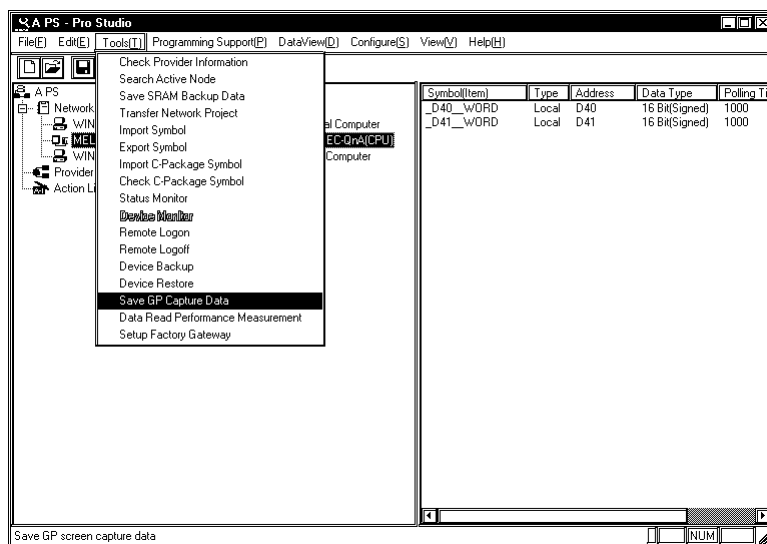 A PS - Pro Studio
File(F) Edit(E) Tools(T) Programming Support(P) DataView(D) Configure(S) View(V) Help(H)
Check Provider Information
Search Active Node
Save SRAM Backup Data
Transfer Network Project
Import Symbol
Export Symbol
Import C-Package Symbol
Check C-Package Symbol
Status Monitor
Device Monitor
Remote Logon
Remote Logoff
Device Backup
Device Restore
Save GP Capture Data
Data Read Performance Measurement
Setup Factory Gateway
A PS
Network
WIN
al Computer
MEL
EC-QnA(CPU)
WIN
Computer
Provider
Action Li
Symbol(Item) Type Address Data Type Polling Ti
_D40__WORD Local D40 16 Bit(Signed) 1000
_D41__WORD Local D41 16 Bit(Signed) 1000
Save GP screen capture data
NUM